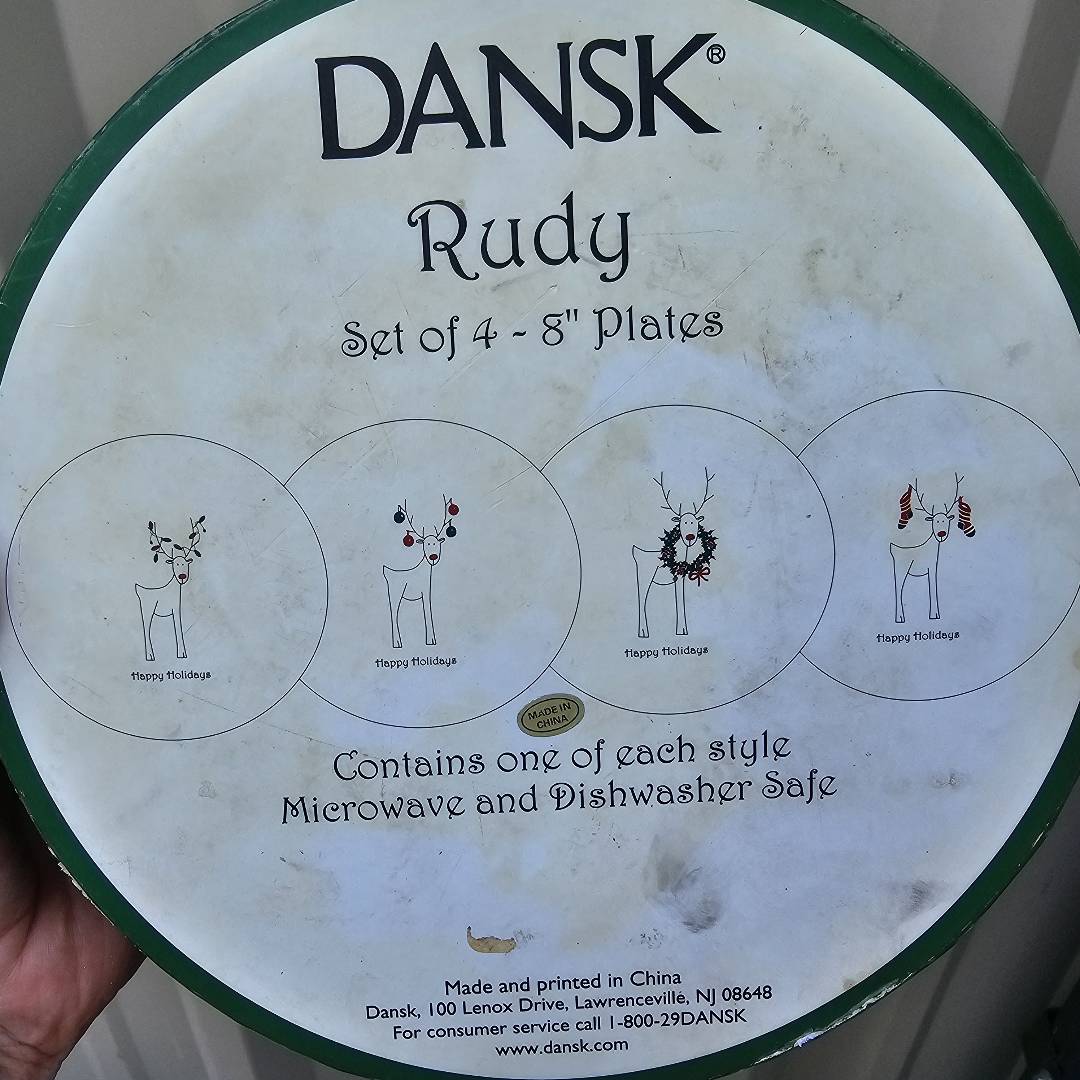 DANSK®
Rudy
Set of 4 ~ 8" Plates
Happy Holidays
Happy Holidays
Happy Holidays
Happy Holidays
MADE IN
CHINA
Contains one of each style
Microwave and Dishwasher Safe
Made and printed in China
Dansk, 100 Lenox Drive, Lawrenceville, NJ 08648
For consumer service call 1-800-29DANSK
www.dansk.com